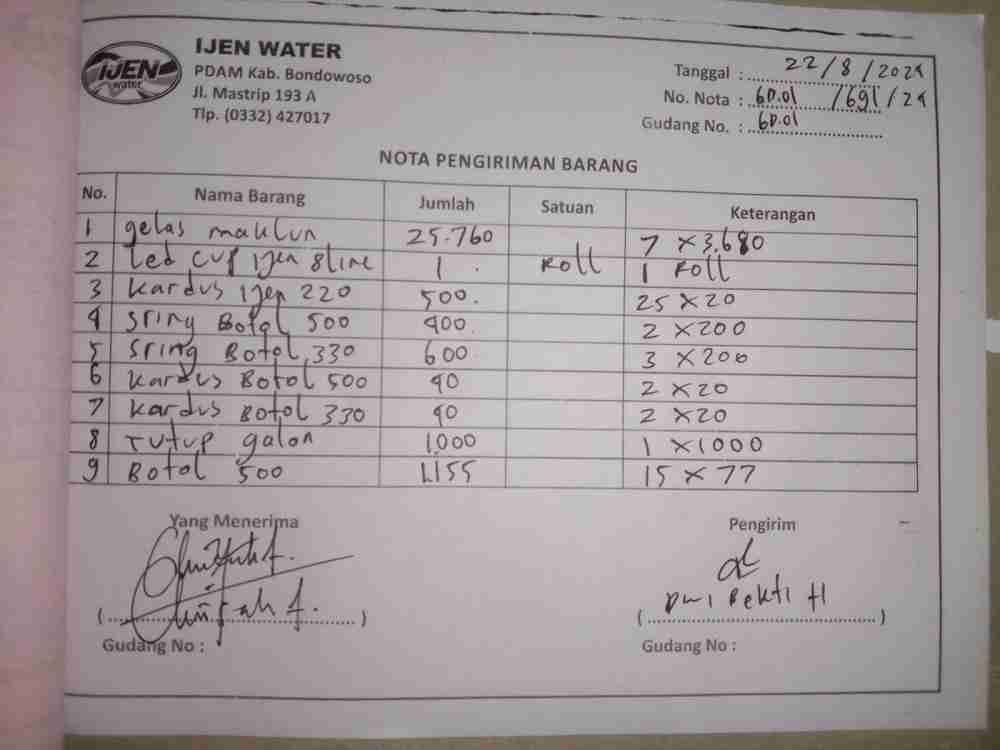 IJEN
water
IJEN WATER
PDAM Kab. Bondowoso
Jl. Mastrip 193 A
Tlp. (0332) 427017
Tanggal : 22/8/2024
No. Nota : 60.01 /691/24
Gudang No. : 60.01
NOTA PENGIRIMAN BARANG
No. Nama Barang Jumlah Satuan Keterangan
1 gelas maklun 25.760 7 x 3.680
2 Led cup ijen 8line 1 Roll 1 Roll
3 kardus ijen 220 500 25 x 20
4 sring Botol 500 400 2 x 200
5 sring Botol 330 600 3 x 200
6 kardus Botol 500 40 2 x 20
7 kardus Botol 330 40 2 x 20
8 tutup galon 1.000 1 x 1000
9 Botol 500 1.155 15 x 77
Yang Menerima Pengirim
Dwi Bekti H
Gudang No : Gudang No :